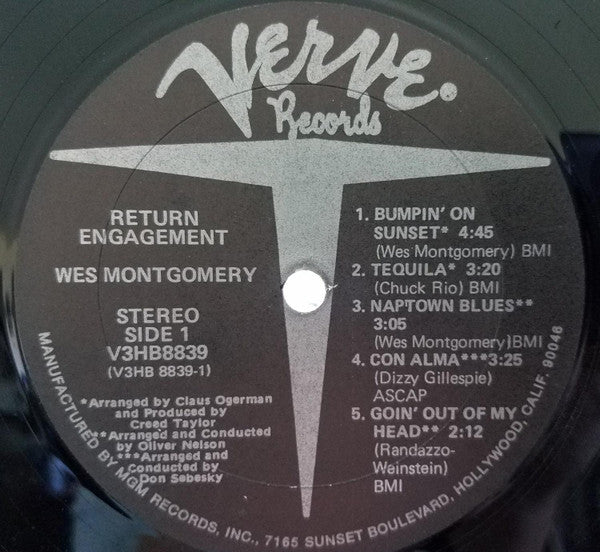 Verve®
Records
RETURN
ENGAGEMENT
WES MONTGOMERY
STEREO
SIDE 1
V3HB8839
(V3HB 8839-1)
*Arranged by Claus Ogerman
and Produced by
Creed Taylor
**Arranged and Conducted
by Oliver Nelson
***Arranged and
Conducted by
Don Sebesky
1. BUMPIN' ON
SUNSET* 4:45
(Wes Montgomery) BMI
2. TEQUILA* 3:20
(Chuck Rio) BMI
3. NAPTOWN BLUES**
3:05
(Wes Montgomery)BMI
4. CON ALMA***3:25
(Dizzy Gillespie)
ASCAP
5. GOIN' OUT OF MY
HEAD** 2:12
(Randazzo-
Weinstein)
BMI
MANUFACTURED BY MGM RECORDS, INC., 7165 SUNSET BOULEVARD, HOLLYWOOD, CALIF. 90046